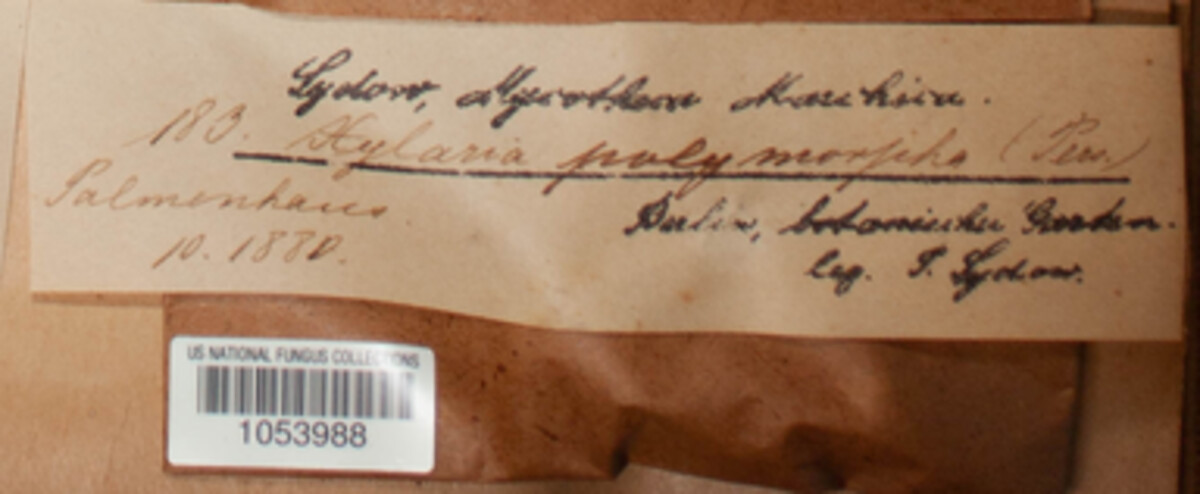 Sydow, Mycotheca Marchica.
183. Xylaria polymorpha (Pers.)
Palmenhaus
Berlin, botanischer Garten.
10. 1880.
leg. P. Sydow.
US NATIONAL FUNGUS COLLECTIONS
1053988